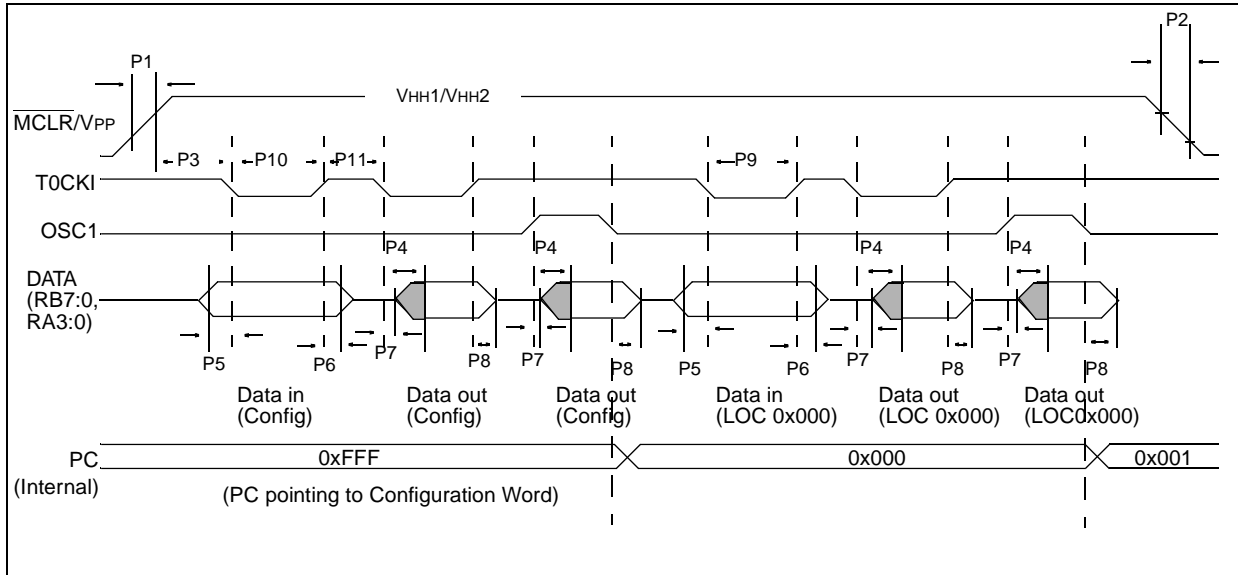 P1
P2
VHH1/VHH2
MCLR/VPP
P3 P10 P11 P9
T0CKI
OSC1
P4 P4 P4 P4
DATA
(RB7:0,
RA3:0)
P5 P6 P7 P8 P7 P8 P5 P6 P7 P8 P7 P8
Data in Data out Data out Data in Data out Data out
(Config) (Config) (Config) (LOC 0x000) (LOC 0x000) (LOC0x000)
PC 0xFFF 0x000 0x001
(Internal) (PC pointing to Configuration Word)